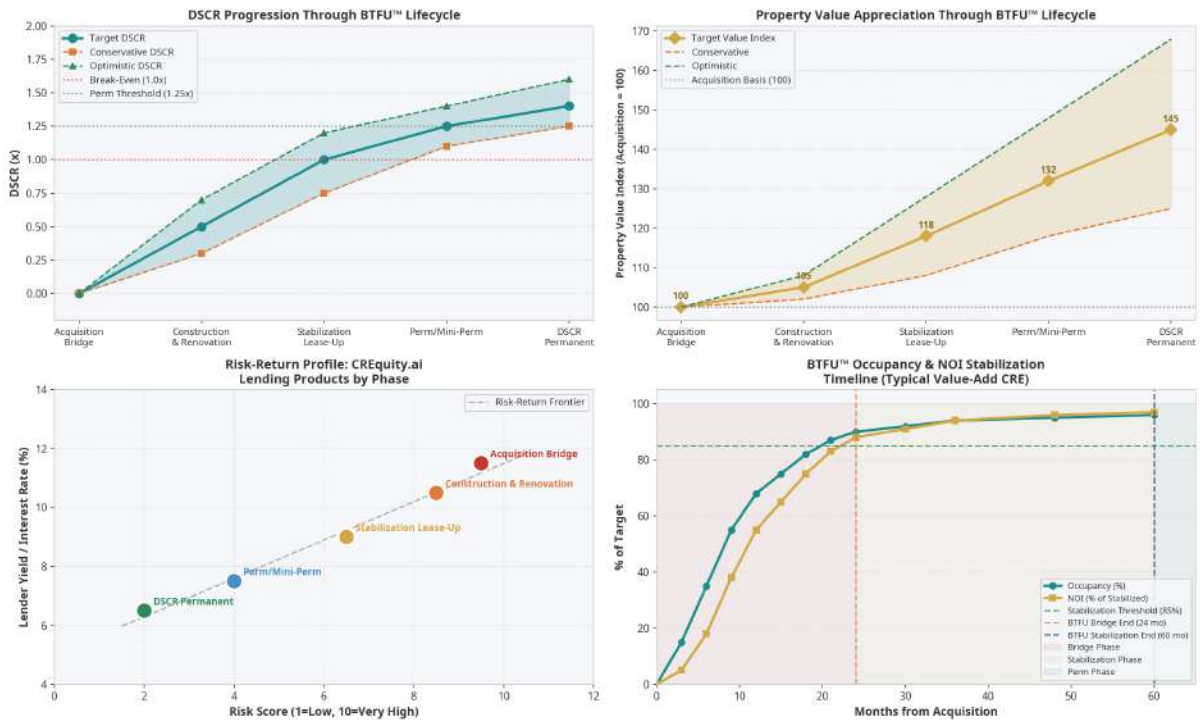 DSCR Progression Through BTFU™ Lifecycle
2.00
1.75
1.50
1.25
1.00
0.75
0.50
0.25
0.00
DSCR (x)
Target DSCR
Conservative DSCR
Optimistic DSCR
Break-Even (1.0x)
Perm Threshold (1.25x)
Acquisition
Bridge
Construction
& Renovation
Stabilization
Lease-Up
Perm/Mini-Perm
DSCR
Permanent
Property Value Appreciation Through BTFU™ Lifecycle
170
160
150
140
130
120
110
100
Property Value Index (Acquisition = 100)
Target Value Index
Conservative
Optimistic
Acquisition Basis (100)
100
105
118
132
145
Acquisition
Bridge
Construction
& Renovation
Stabilization
Lease-Up
Perm/Mini-Perm
DSCR
Permanent
Risk-Return Profile: CREquity.ai
Lending Products by Phase
14
12
10
8
6
4
Lender Yield / Interest Rate (%)
Risk-Return Frontier
Acquisition Bridge
Construction & Renovation
Stabilization Lease-Up
Perm/Mini-Perm
DSCR Permanent
0 2 4 6 8 10 12
Risk Score (1=Low, 10=Very High)
BTFU™ Occupancy & NOI Stabilization
Timeline (Typical Value-Add CRE)
100
80
60
40
20
0
% of Target
Occupancy (%)
NOI (% of Stabilized)
Stabilization Threshold (85%)
BTFU Bridge End (24 mo)
BTFU Stabilization End (60 mo)
Bridge Phase
Stabilization Phase
Perm Phase
0 10 20 30 40 50 60
Months from Acquisition